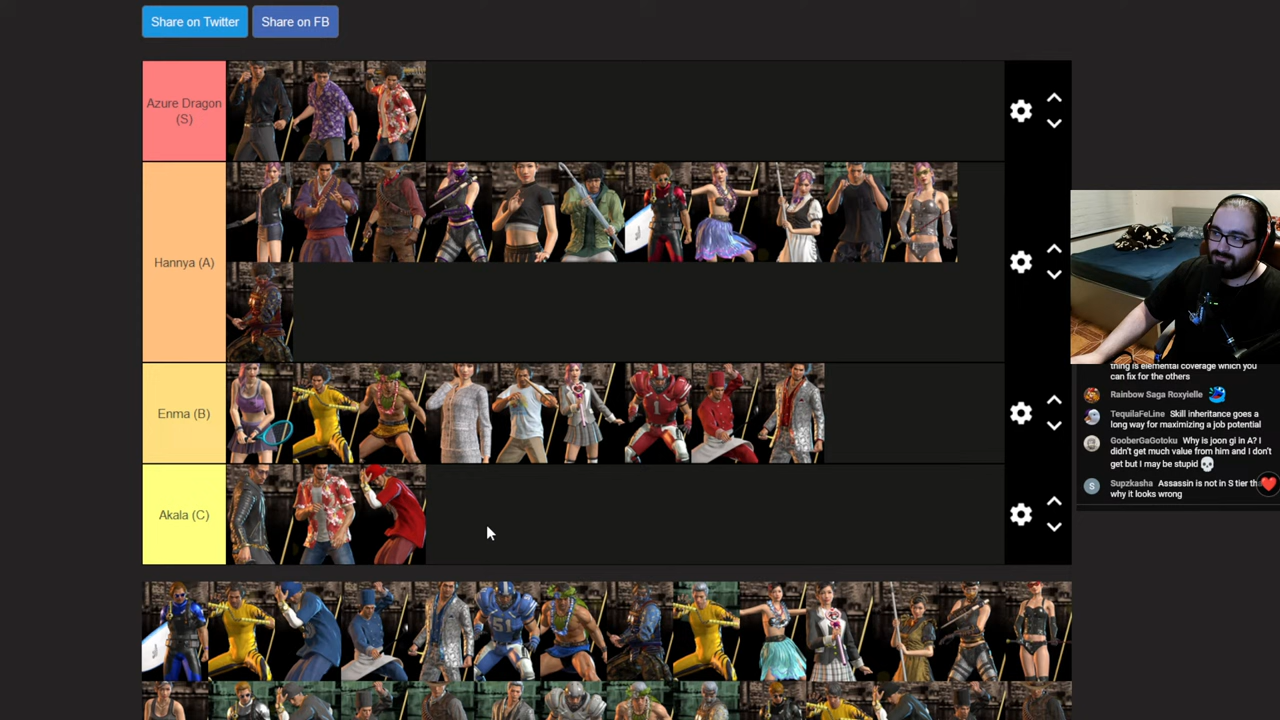 Share on Twitter
Share on FB
Azure Dragon
(S)
Hannya (A)
Enma (B)
1
Akala (C)
51
thing is elemental coverage which you
can fix for the others
Rainbow Saga Roxyielle
TequilaFeLine Skill inheritance goes a
long way for maximizing a job potential
GooberGaGotoku Why is joon gi in A? I
didn't get much value from him and I don't
get but I may be stupid
S
Supzkasha Assassin is not in S tier
why it looks wrong